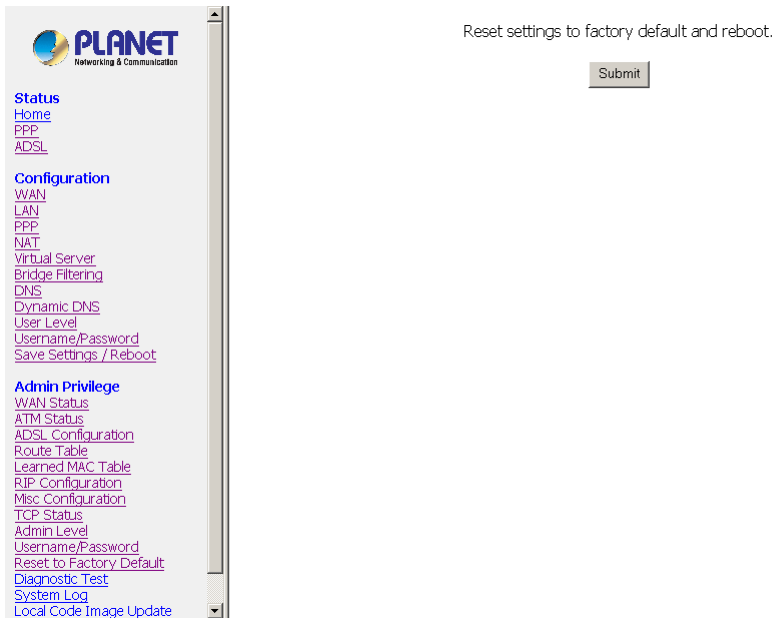 PLANET
Networking & Communication
Status
Home
PPP
ADSL
Configuration
WAN
LAN
PPP
NAT
Virtual Server
Bridge Filtering
DNS
Dynamic DNS
User Level
Username/Password
Save Settings / Reboot
Admin Privilege
WAN Status
ATM Status
ADSL Configuration
Route Table
Learned MAC Table
RIP Configuration
Misc Configuration
TCP Status
Admin Level
Username/Password
Reset to Factory Default
Diagnostic Test
System Log
Local Code Image Update
Reset settings to factory default and reboot.
Submit